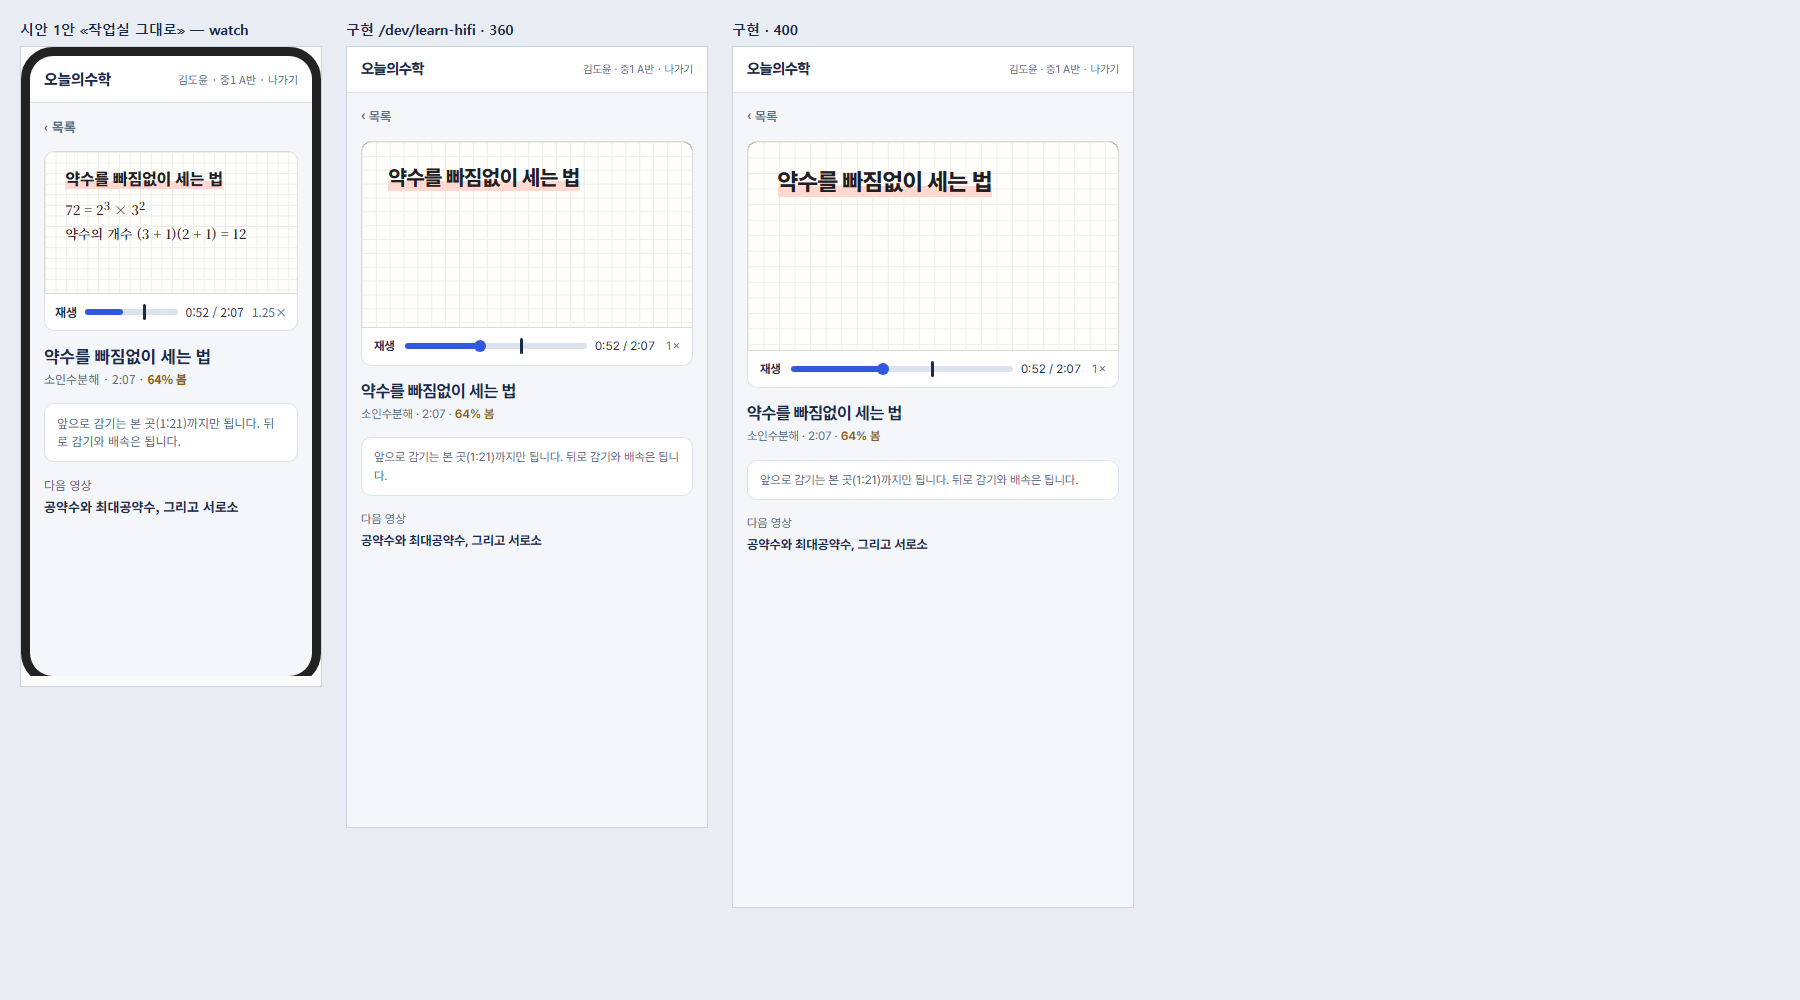 시안 1안 «작업실 그대로» — watch
오늘의수학
김도윤 · 중1 A반 · 나가기
‹ 목록
약수를 빠짐없이 세는 법
72 = 2³ × 3²
약수의 개수 (3 + 1)(2 + 1) = 12
재생 0:52 / 2:07 1.25×
약수를 빠짐없이 세는 법
소인수분해 · 2:07 · 64% 봄
앞으로 감기는 본 곳(1:21)까지만 됩니다. 뒤
로 감기와 배속은 됩니다.
다음 영상
공약수와 최대공약수, 그리고 서로소
구현 /dev/learn-hifi · 360
오늘의수학
김도윤 · 중1 A반 · 나가기
‹ 목록
약수를 빠짐없이 세는 법
재생 0:52 / 2:07 1×
약수를 빠짐없이 세는 법
소인수분해 · 2:07 · 64% 봄
앞으로 감기는 본 곳(1:21)까지만 됩니다. 뒤로 감기와 배속은 됩니
다.
다음 영상
공약수와 최대공약수, 그리고 서로소
구현 · 400
오늘의수학
김도윤 · 중1 A반 · 나가기
‹ 목록
약수를 빠짐없이 세는 법
재생 0:52 / 2:07 1×
약수를 빠짐없이 세는 법
소인수분해 · 2:07 · 64% 봄
앞으로 감기는 본 곳(1:21)까지만 됩니다. 뒤로 감기와 배속은 됩니다.
다음 영상
공약수와 최대공약수, 그리고 서로소